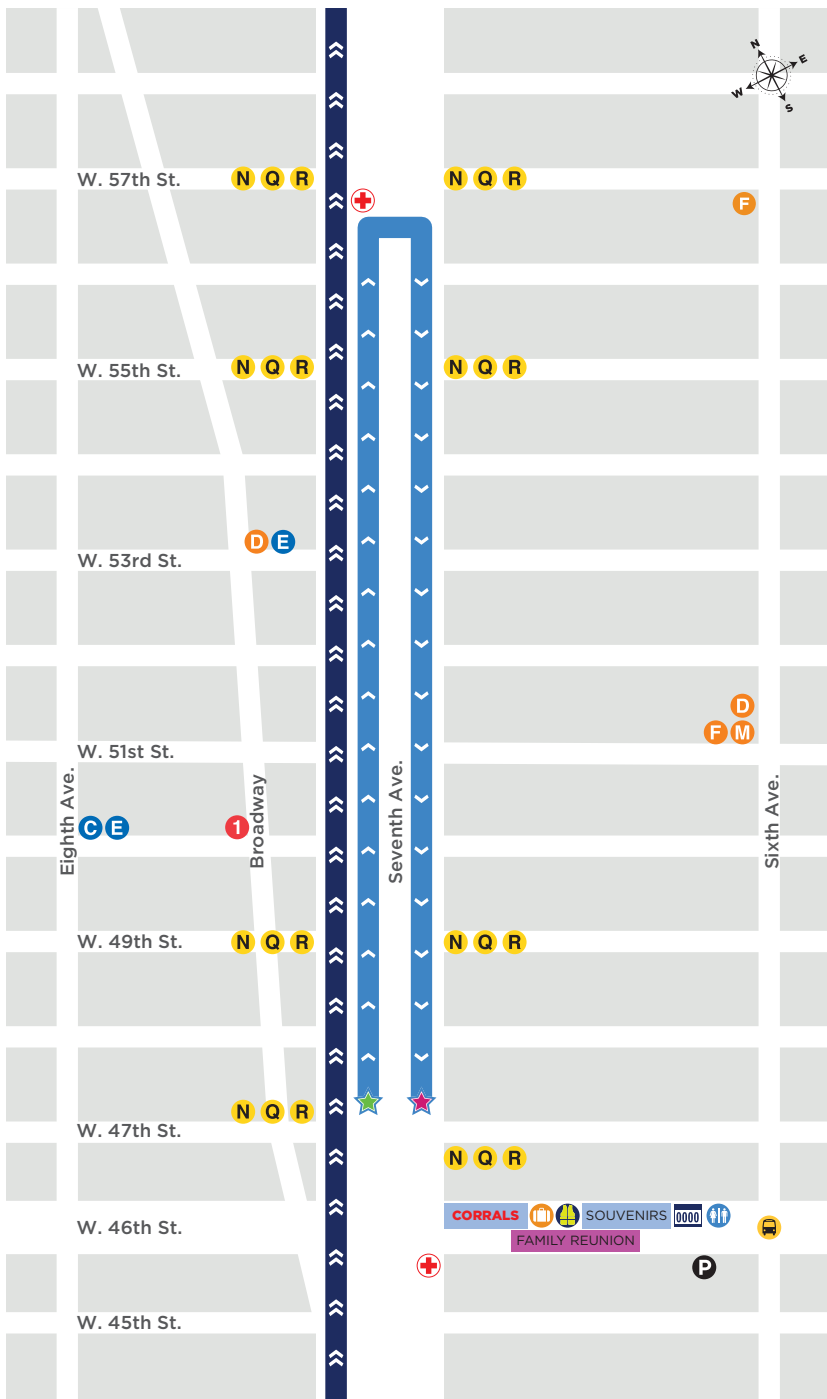 N
E
W
S
W. 57th St.
N Q R
N Q R
F
W. 55th St.
N Q R
N Q R
D E
W. 53rd St.
D
F M
W. 51st St.
Eighth Ave.
C E
1
Broadway
Seventh Ave.
Sixth Ave.
W. 49th St.
N Q R
N Q R
N Q R
W. 47th St.
N Q R
CORRALS SOUVENIRS 0000
W. 46th St.
FAMILY REUNION
P
W. 45th St.